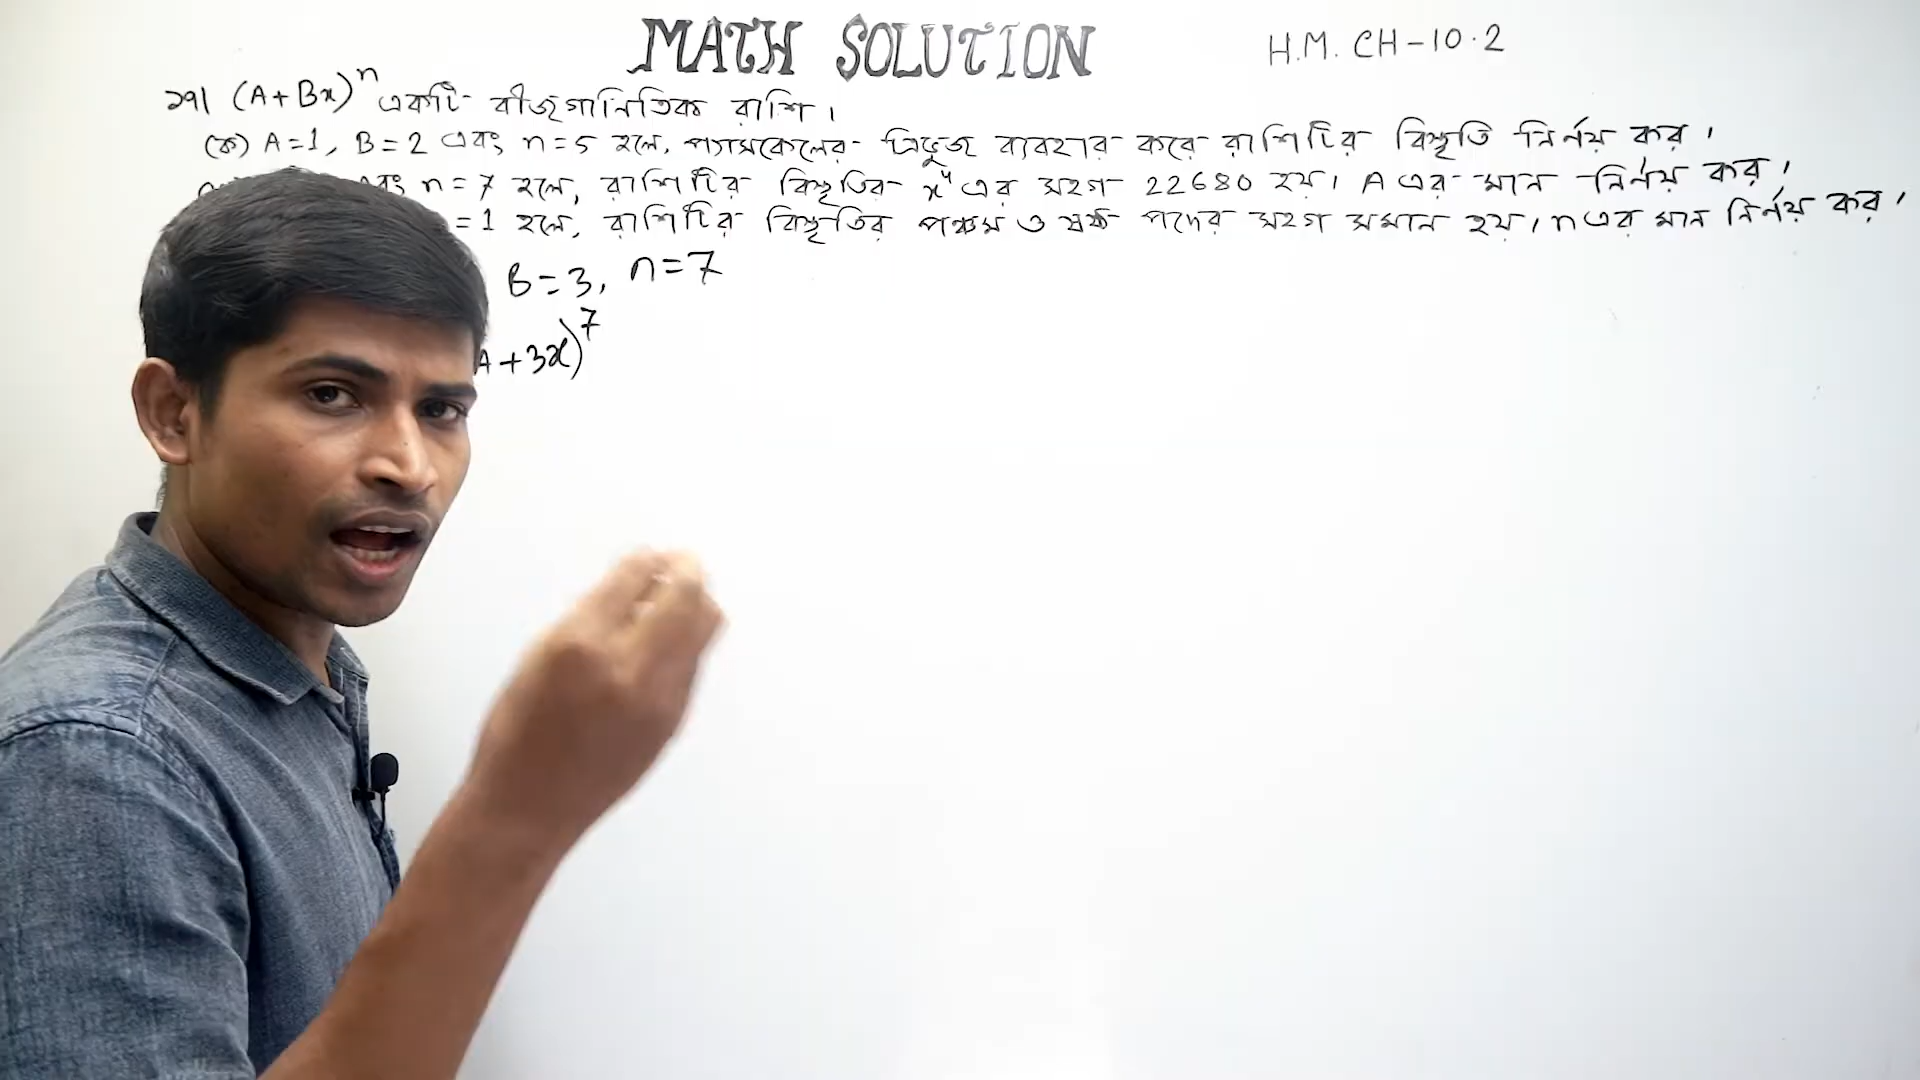 MATH SOLUTION
H.M. CH-10.2
১৭। (A+Bx)ⁿ একটি বীজগানিতিক রাশি।
(ক) A=1, B=2 এবং n=5 হলে, প্যাসকেলের ত্রিভুজ ব্যবহার করে রাশিটির বিস্তৃতি নির্ণয় কর।
এবং n=7 হলে, রাশিটির বিস্তৃতির x⁴ এর সহগ 22680 হয়। A এর মান নির্ণয় কর।
=1 হলে, রাশিটির বিস্তৃতির পঞ্চম ও ষষ্ঠ পদের সহগ সমান হয়। n এর মান নির্ণয় কর।
B=3, n=7
A+3x)⁷